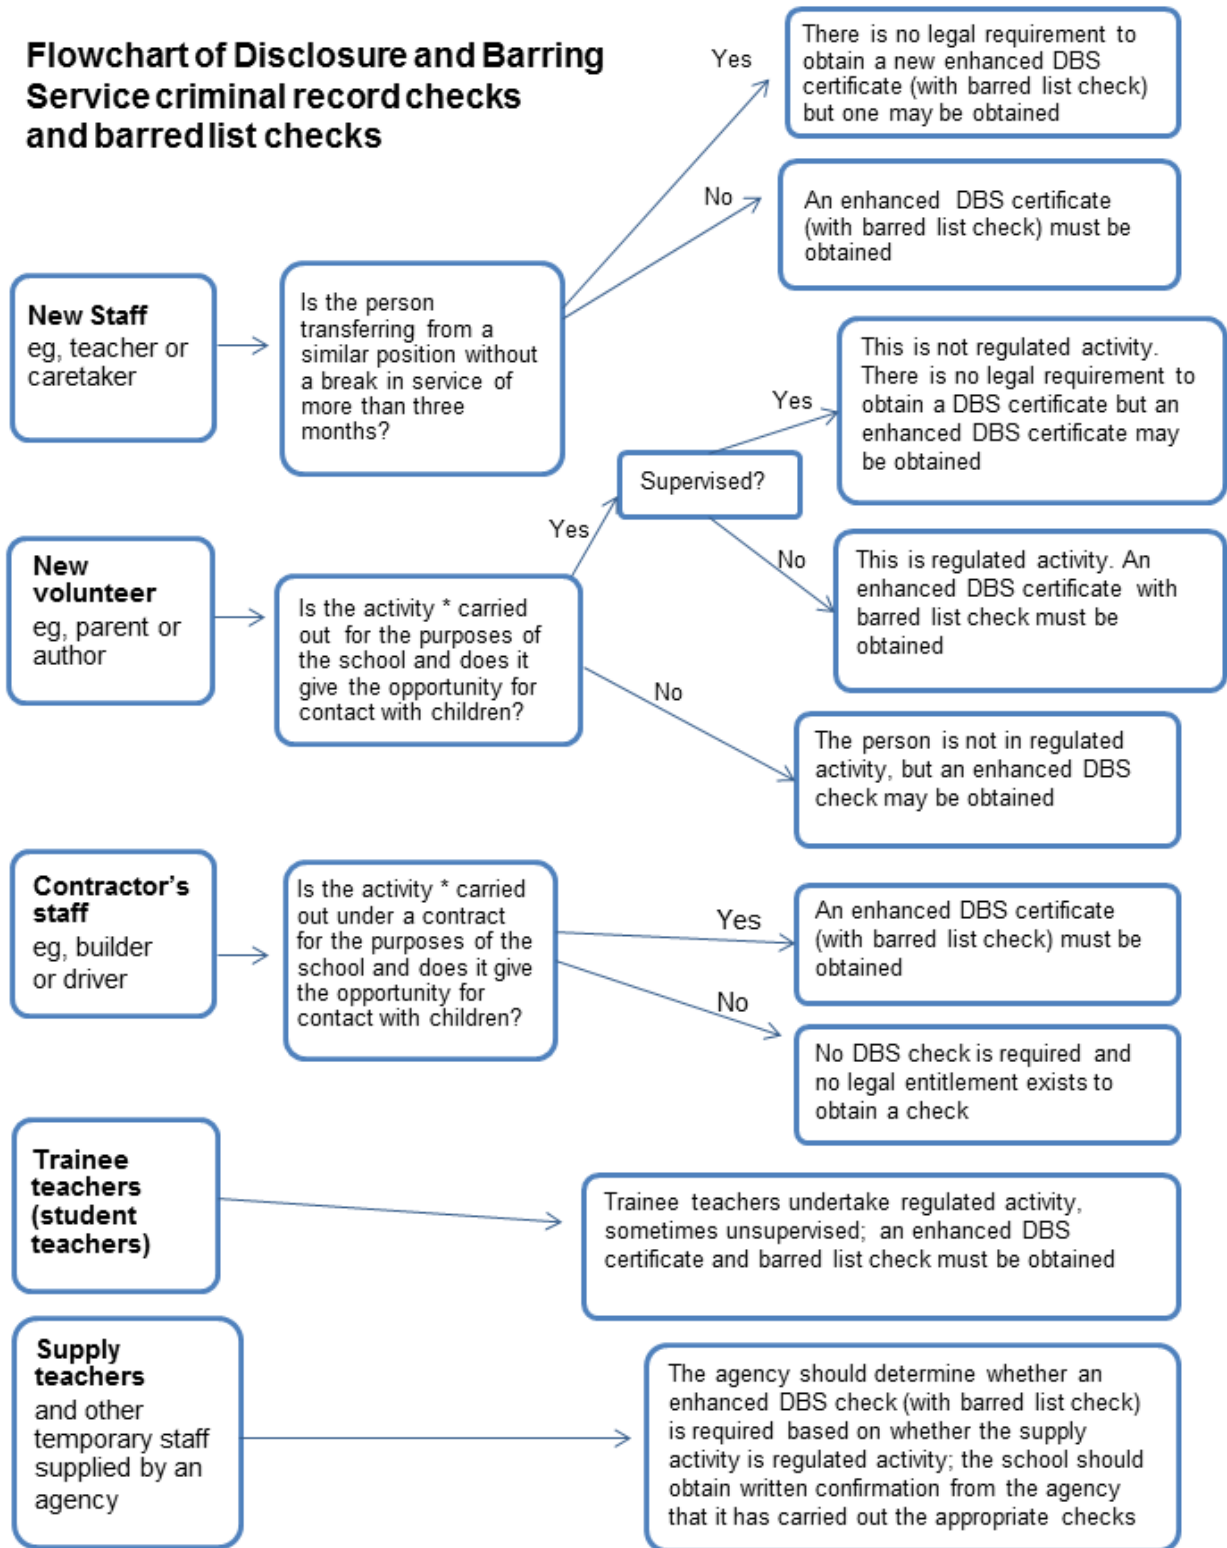 Flowchart of Disclosure and Barring
Service criminal record checks
and barred list checks
Yes
There is no legal requirement to
obtain a new enhanced DBS
certificate (with barred list check)
but one may be obtained
No
An enhanced DBS certificate
(with barred list check) must be
obtained
New Staff
eg, teacher or
caretaker
Is the person
transferring from a
similar position without
a break in service of
more than three
months?
Yes
This is not regulated activity.
There is no legal requirement to
obtain a DBS certificate but an
enhanced DBS certificate may
be obtained
Supervised?
Yes
No
This is regulated activity. An
enhanced DBS certificate with
barred list check must be
obtained
New
volunteer
eg, parent or
author
Is the activity * carried
out for the purposes of
the school and does it
give the opportunity for
contact with children?
No
The person is not in regulated
activity, but an enhanced DBS
check may be obtained
Contractor's
staff
eg, builder
or driver
Is the activity * carried
out under a contract
for the purposes of the
school and does it give
the opportunity for
contact with children?
Yes
An enhanced DBS certificate
(with barred list check) must be
obtained
No
No DBS check is required and
no legal entitlement exists to
obtain a check
Trainee
teachers
(student
teachers)
Trainee teachers undertake regulated activity,
sometimes unsupervised; an enhanced DBS
certificate and barred list check must be obtained
Supply
teachers
and other
temporary staff
supplied by an
agency
The agency should determine whether an
enhanced DBS check (with barred list check)
is required based on whether the supply
activity is regulated activity; the school should
obtain written confirmation from the agency
that it has carried out the appropriate checks